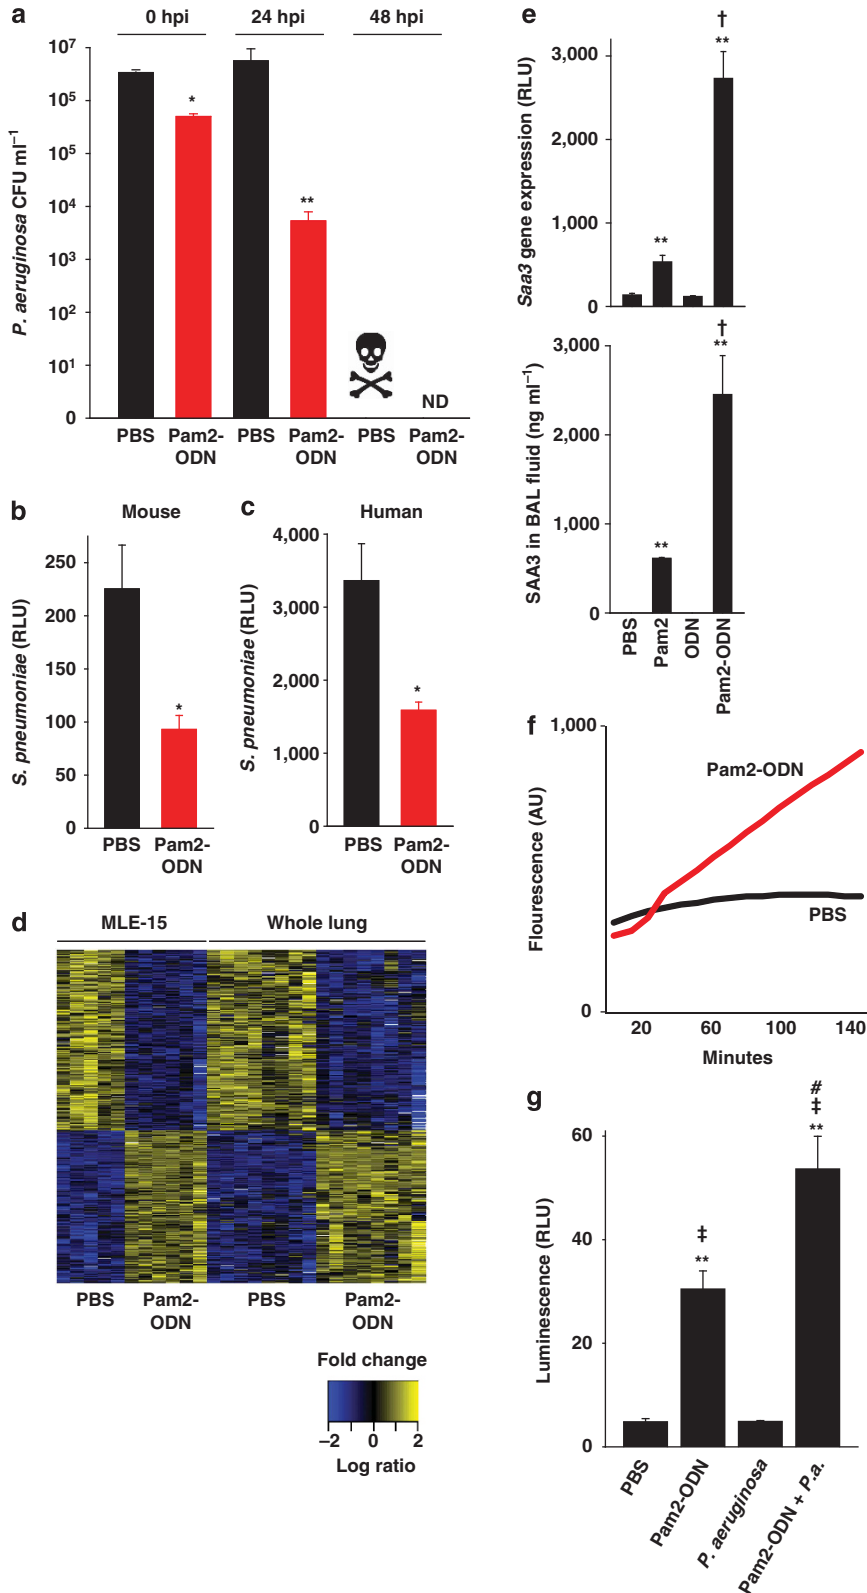 a
0 hpi 24 hpi 48 hpi
P. aeruginosa CFU ml⁻¹
10⁷
10⁵
10⁵
10⁴
10³
10²
10¹
0
*
**
ND
PBS Pam2-ODN PBS Pam2-ODN PBS Pam2-ODN
b
Mouse
S. pneumoniae (RLU)
250
200
150
100
50
0
*
PBS Pam2-ODN
c
Human
S. pneumoniae (RLU)
4,000
3,000
2,000
1,000
0
*
PBS Pam2-ODN
d
MLE-15 Whole lung
PBS Pam2-ODN PBS Pam2-ODN
Fold change
−2 0 2
Log ratio
e
Saa3 gene expression (RLU)
3,000
2,000
1,000
0
**
†
**
SAA3 in BAL fluid (ng ml⁻¹)
3,000
2,000
1,000
0
**
†
**
PBS Pam2 ODN Pam2-ODN
f
Flourescence (AU)
1,000
0
Pam2-ODN
PBS
20 60 100 140
Minutes
g
Luminescence (RLU)
60
40
20
0
‡
**
#
‡
**
PBS Pam2-ODN P. aeruginosa Pam2-ODN + P.a.